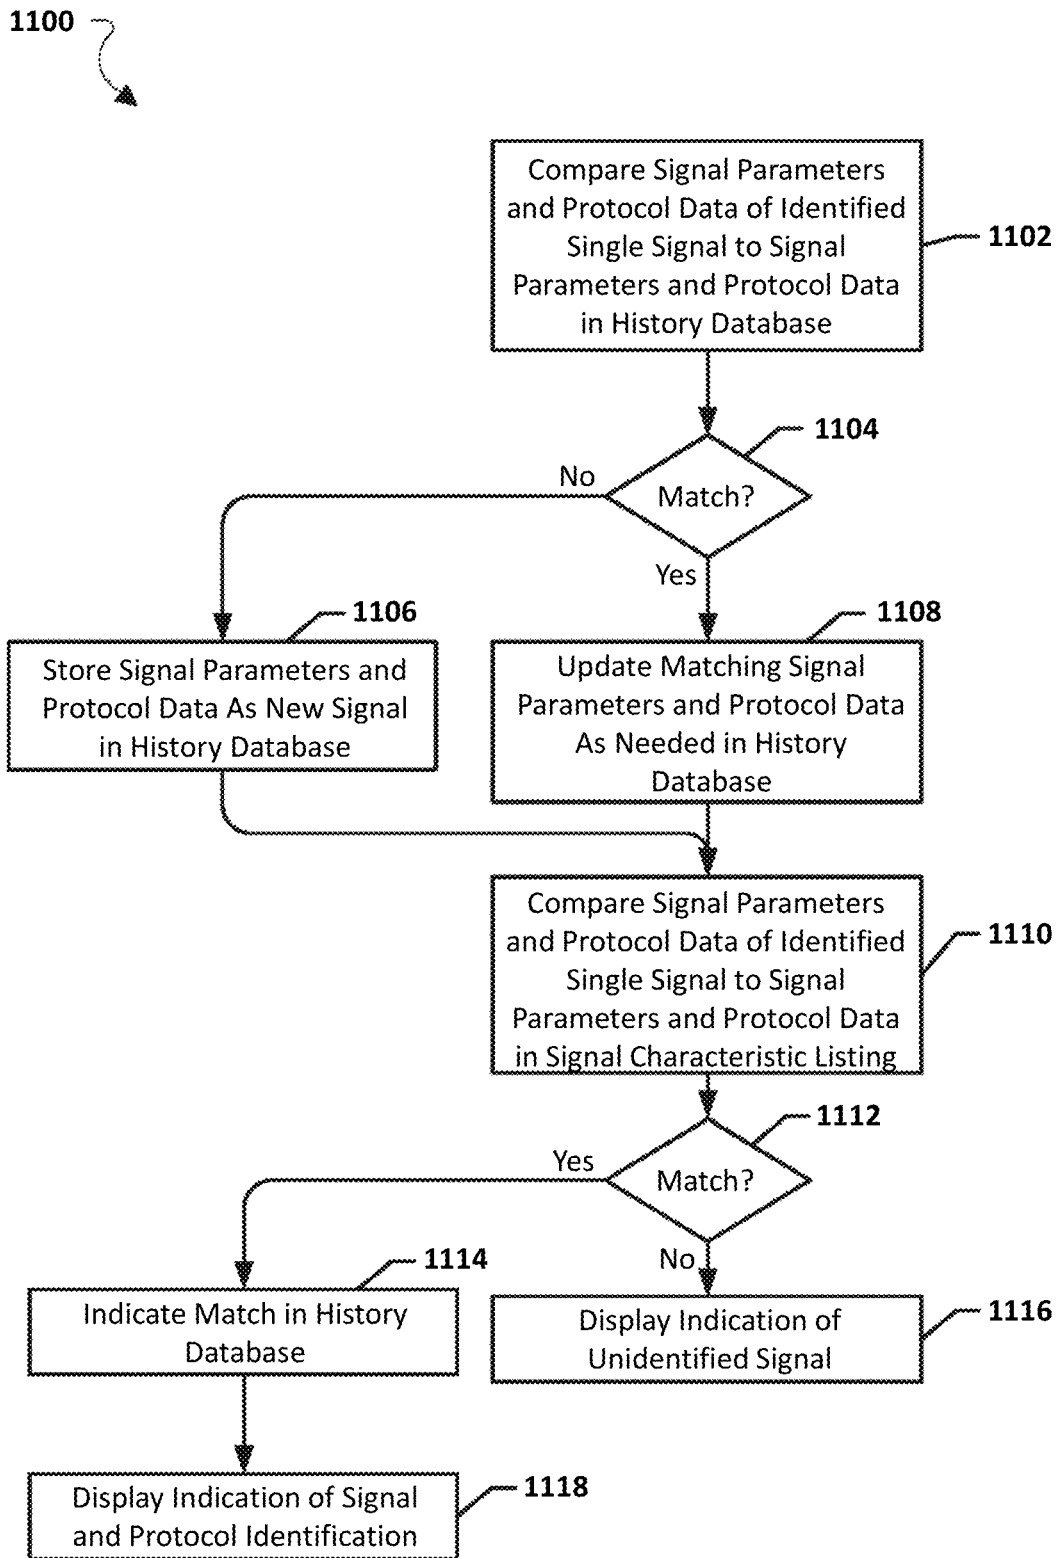 1100
Compare Signal Parameters
and Protocol Data of Identified
Single Signal to Signal
Parameters and Protocol Data
in History Database
1102
1104
Match?
No
Yes
1106
Store Signal Parameters and
Protocol Data As New Signal
in History Database
1108
Update Matching Signal
Parameters and Protocol Data
As Needed in History
Database
Compare Signal Parameters
and Protocol Data of Identified
Single Signal to Signal
Parameters and Protocol Data
in Signal Characteristic Listing
1110
1112
Match?
Yes
No
1114
Indicate Match in History
Database
Display Indication of
Unidentified Signal
1116
Display Indication of Signal
and Protocol Identification
1118